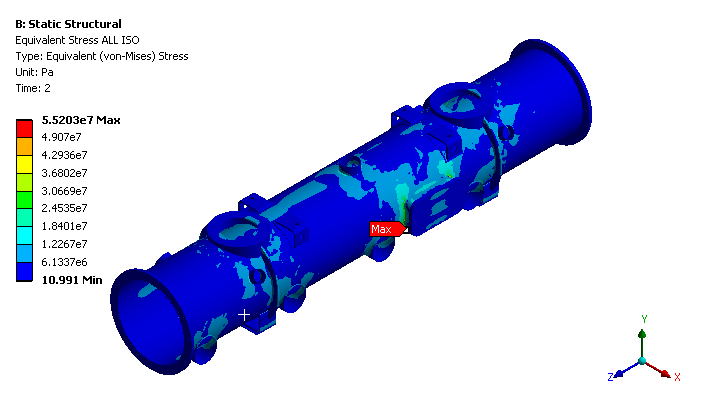 B: Static Structural
Equivalent Stress ALL ISO
Type: Equivalent (von-Mises) Stress
Unit: Pa
Time: 2
5.5203e7 Max
4.907e7
4.2936e7
3.6802e7
3.0669e7
2.4535e7
1.8401e7
1.2267e7
6.1337e6
10.991 Min
Max
Y
Z
X